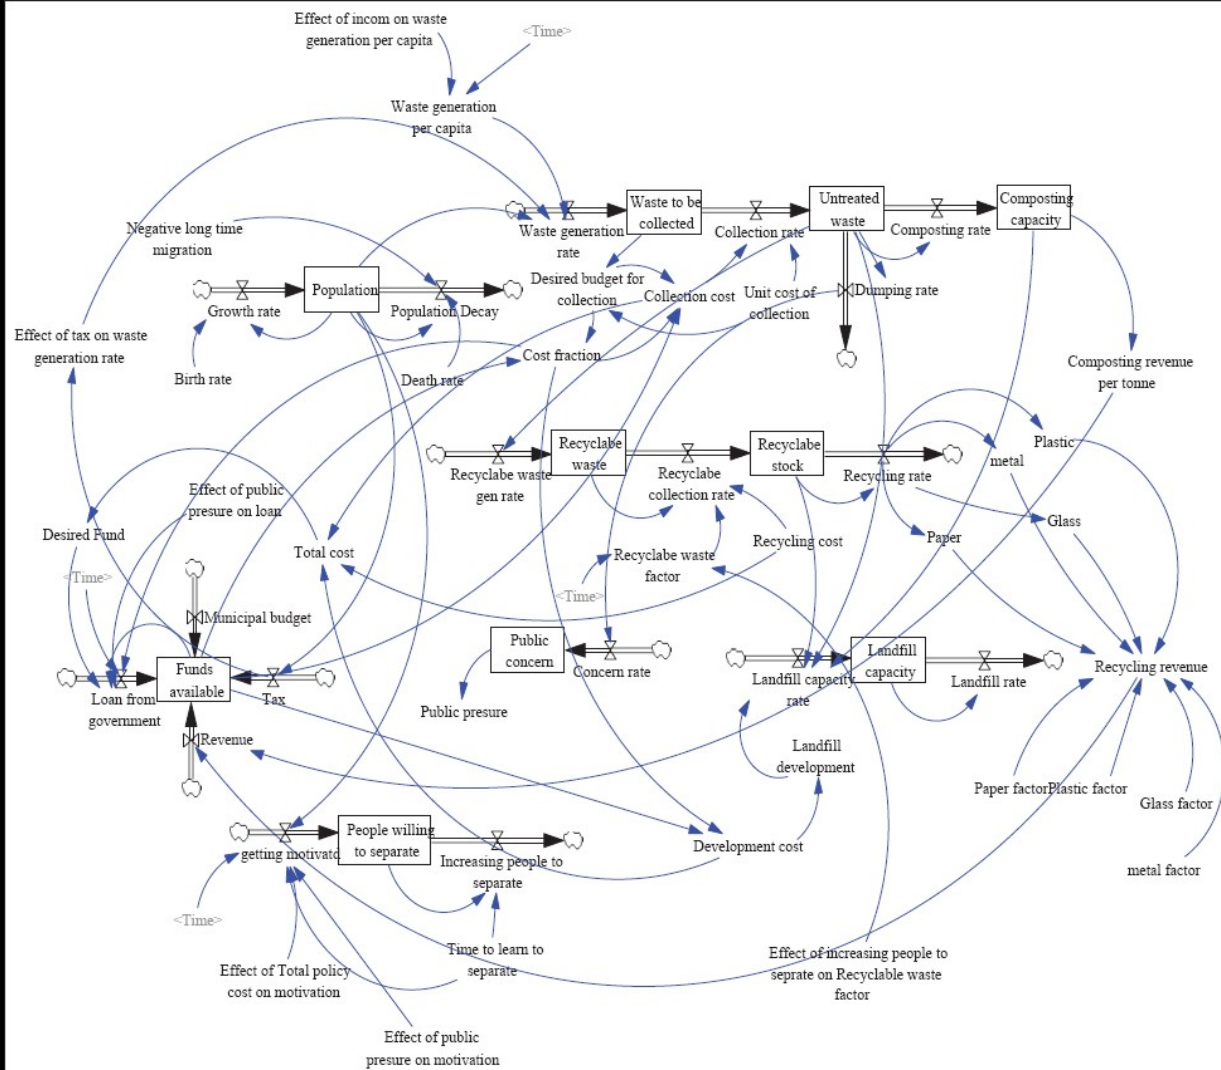 Effect of incom on waste
generation per capita
<Time>
Waste generation
per capita
Waste to be
collected
Untreated
waste
Composting
capacity
Negative long time
migration
Waste generation
rate
Collection rate
Composting rate
Population
Desired budget for
collection
Collection cost
Unit cost of
collection
Dumping rate
Growth rate
Population Decay
Effect of tax on waste
generation rate
Cost fraction
Composting revenue
per tonne
Birth rate
Death rate
Recyclabe
waste
Recyclabe
stock
Plastic
metal
Recyclabe waste
gen rate
Recyclabe
collection rate
Recycling rate
Effect of public
presure on loan
Glass
Desired Fund
Total cost
Recyclabe waste
factor
Recycling cost
Paper
<Time>
<Time>
Municipal budget
Public
concern
Concern rate
Landfill
capacity
Recycling revenue
Funds
available
Loan from
government
Tax
Landfill capacity
rate
Landfill rate
Public presure
Revenue
Landfill
development
Paper factor
Plastic factor
Glass factor
People willing
to separate
getting motivatd
Increasing people to
separate
Development cost
metal factor
<Time>
Time to learn to
separate
Effect of Total policy
cost on motivation
Effect of increasing people to
seprate on Recyclable waste
factor
Effect of public
presure on motivation